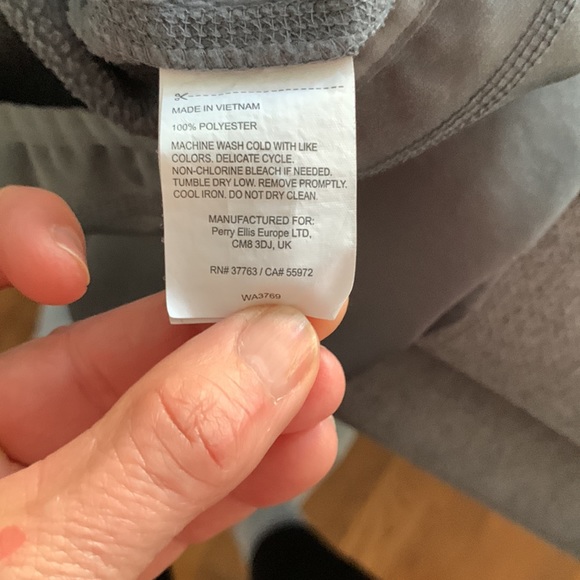 MADE IN VIETNAM
100% POLYESTER
MACHINE WASH COLD WITH LIKE
COLORS. DELICATE CYCLE.
NON-CHLORINE BLEACH IF NEEDED.
TUMBLE DRY LOW. REMOVE PROMPTLY.
COOL IRON. DO NOT DRY CLEAN.
MANUFACTURED FOR:
Perry Ellis Europe LTD,
CM8 3DJ, UK
RN# 37763 / CA# 55972
WA3769